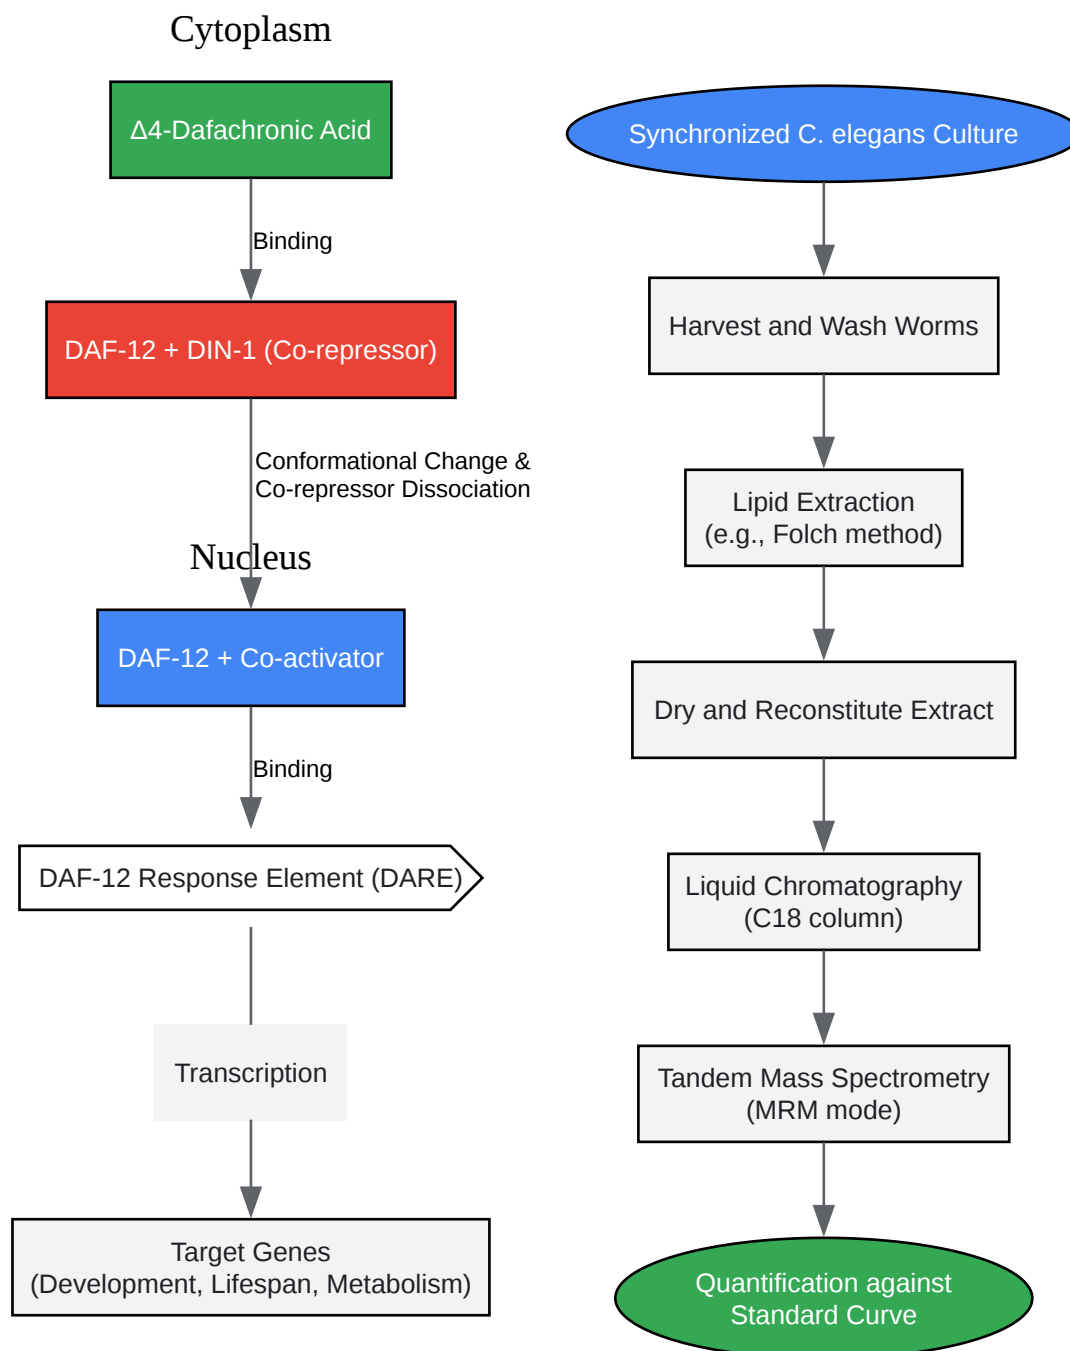 Cytoplasm
Δ4-Dafachronic Acid
Binding
DAF-12 + DIN-1 (Co-repressor)
Conformational Change &
Co-repressor Dissociation
Nucleus
DAF-12 + Co-activator
Binding
DAF-12 Response Element (DARE)
Transcription
Target Genes
(Development, Lifespan, Metabolism)
Synchronized C. elegans Culture
Harvest and Wash Worms
Lipid Extraction
(e.g., Folch method)
Dry and Reconstitute Extract
Liquid Chromatography
(C18 column)
Tandem Mass Spectrometry
(MRM mode)
Quantification against
Standard Curve